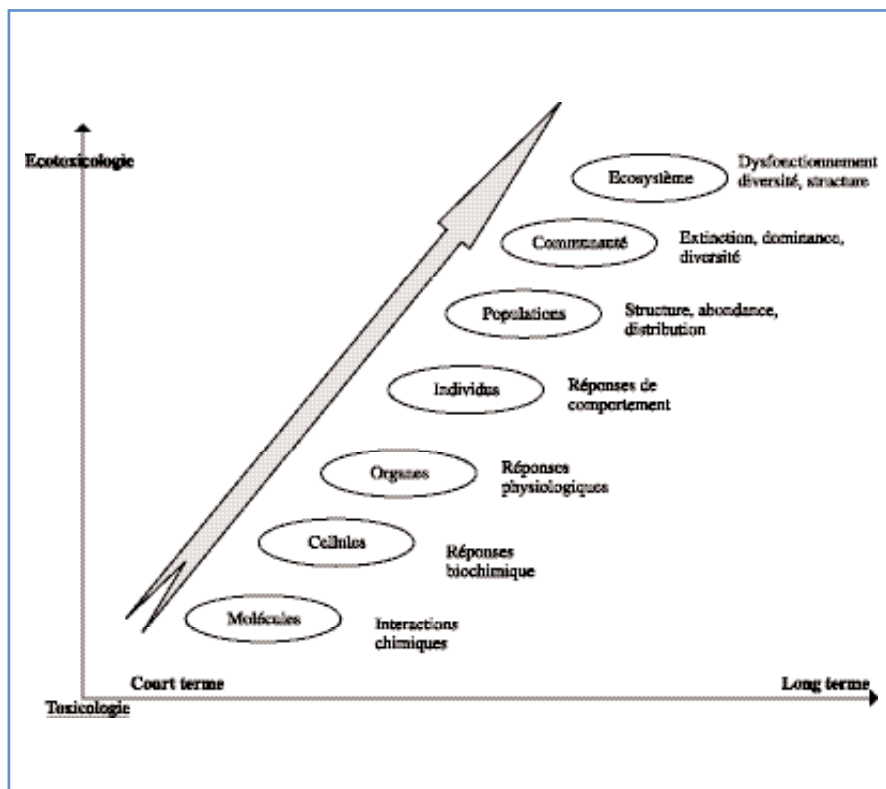 Ecotoxicologie
Ecosystème
Dysfonctionnement
diversité, structure
Communauté
Extinction, dominance,
diversité
Populations
Structure, abondance,
distribution
Individus
Réponses de
comportement
Organes
Réponses
physiologiques
Cellules
Réponses
biochimique
Molécules
Interactions
chimiques
Court terme
Long terme
Toxicologie